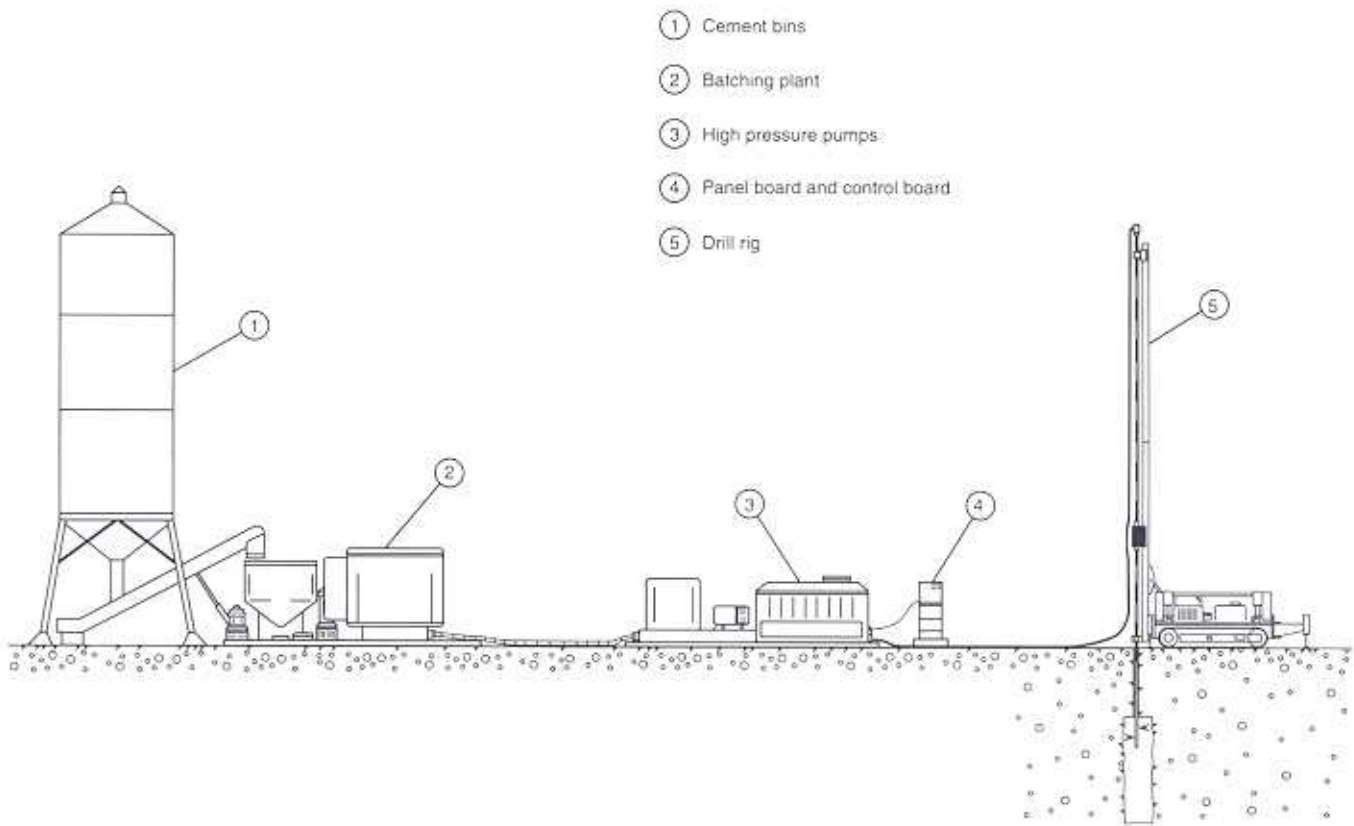 1 Cement bins
2 Batching plant
3 High pressure pumps
4 Panel board and control board
5 Drill rig
1
5
2
3
4